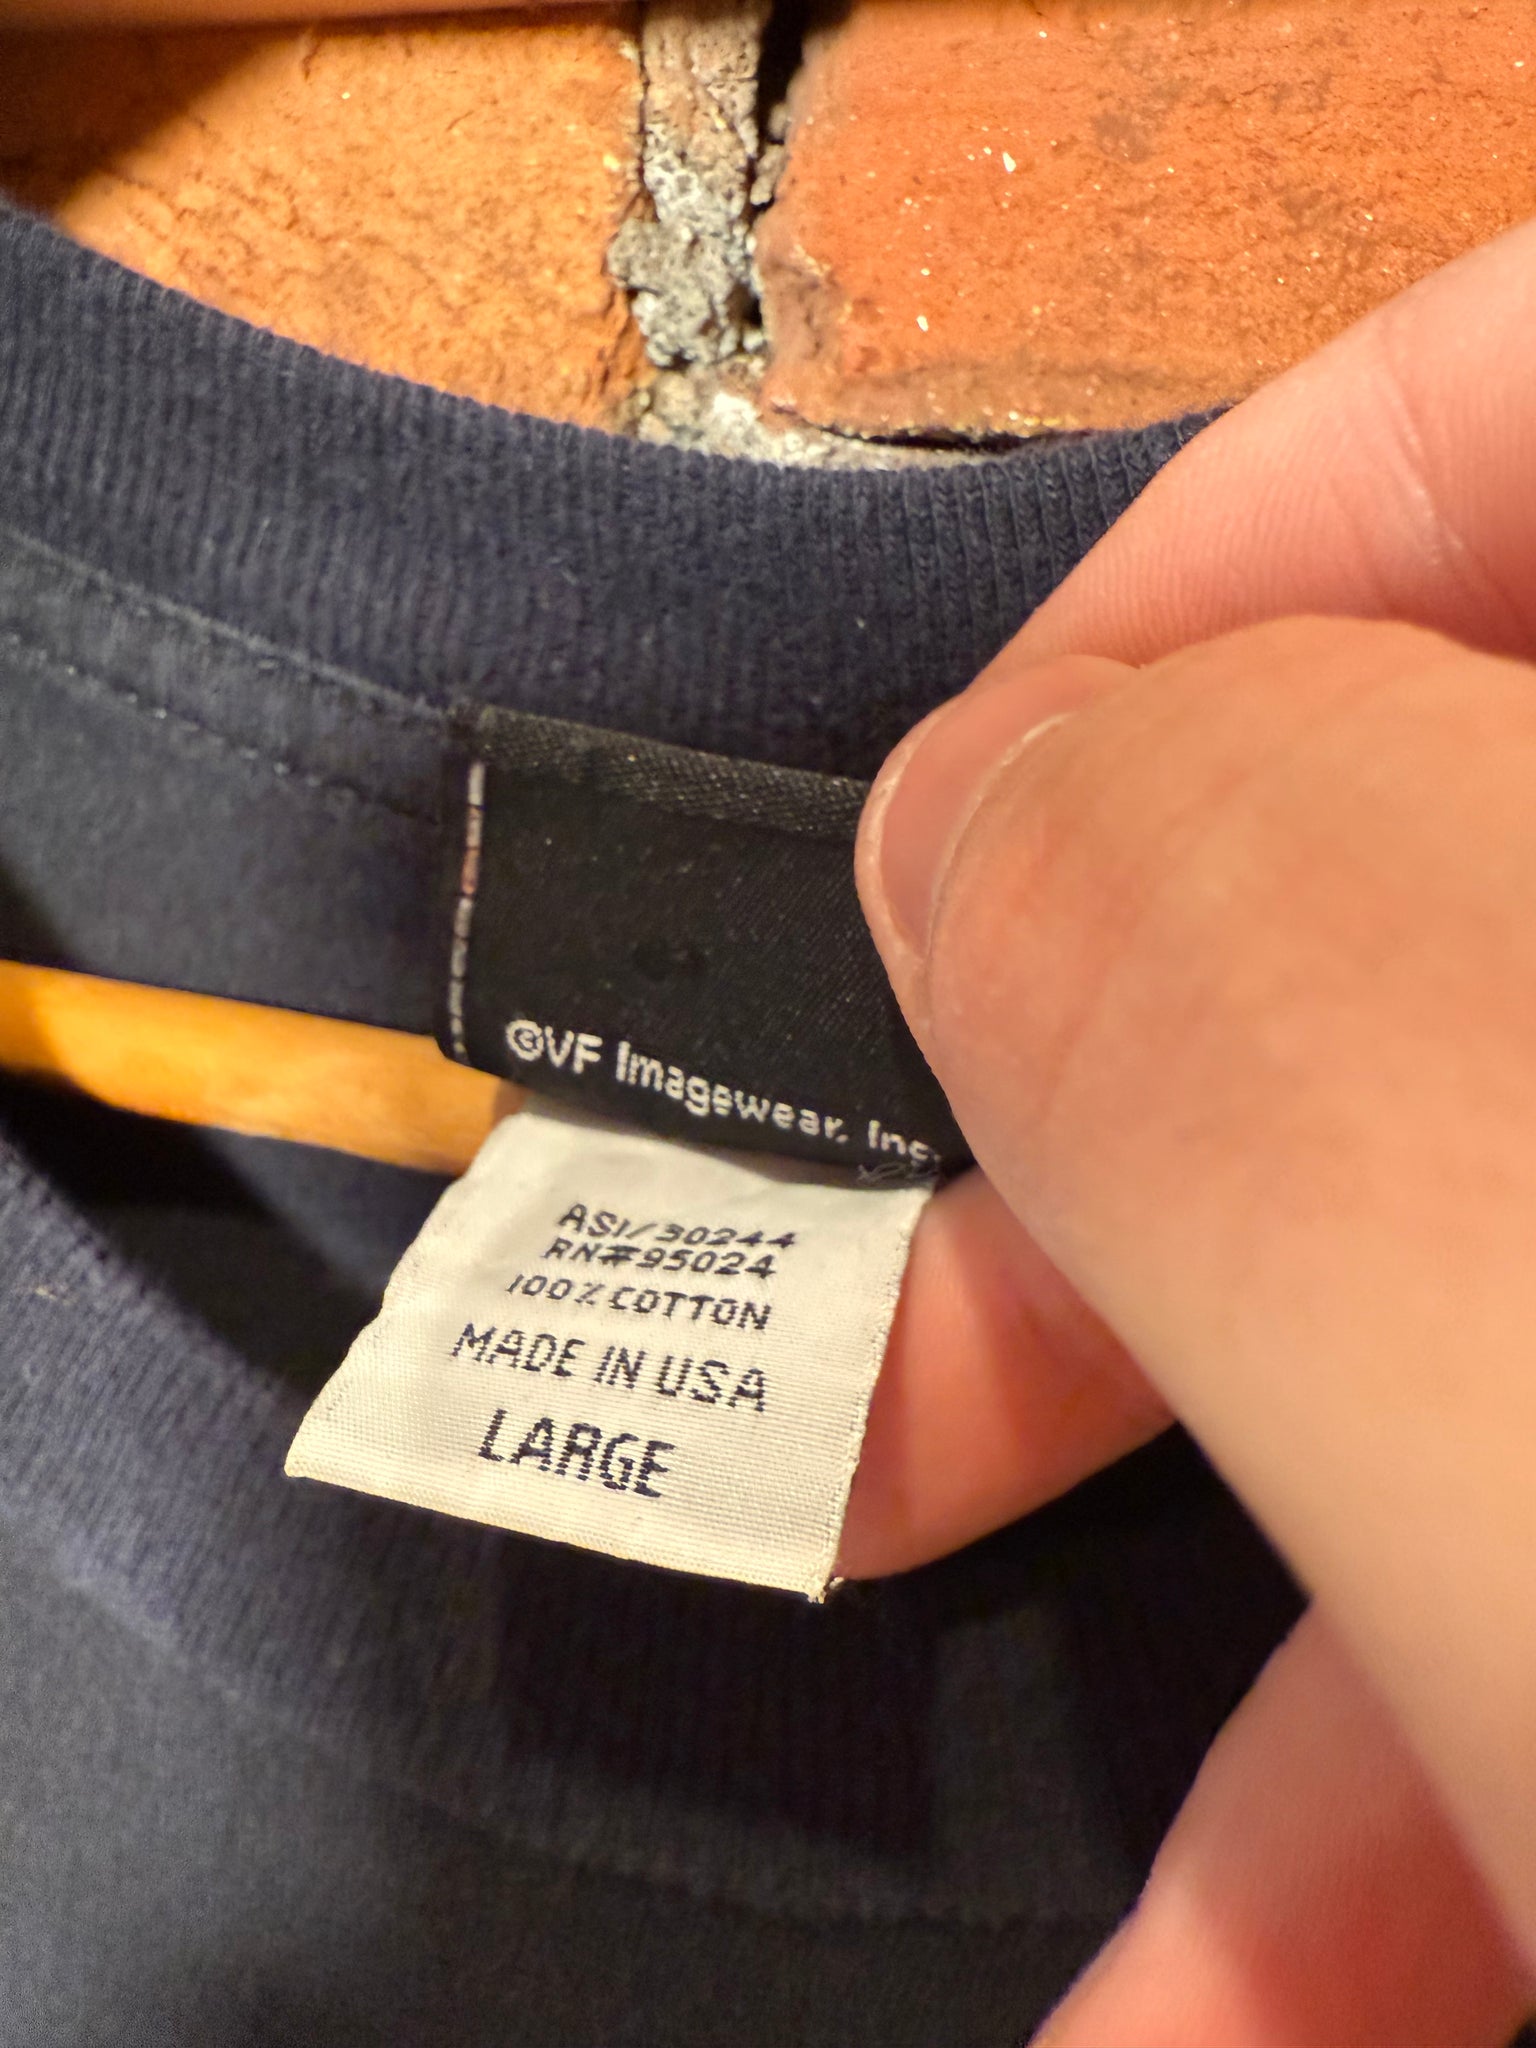 ©VF Imagewear, Inc.
ASI/30244
RN#95024
100% COTTON
MADE IN USA
LARGE